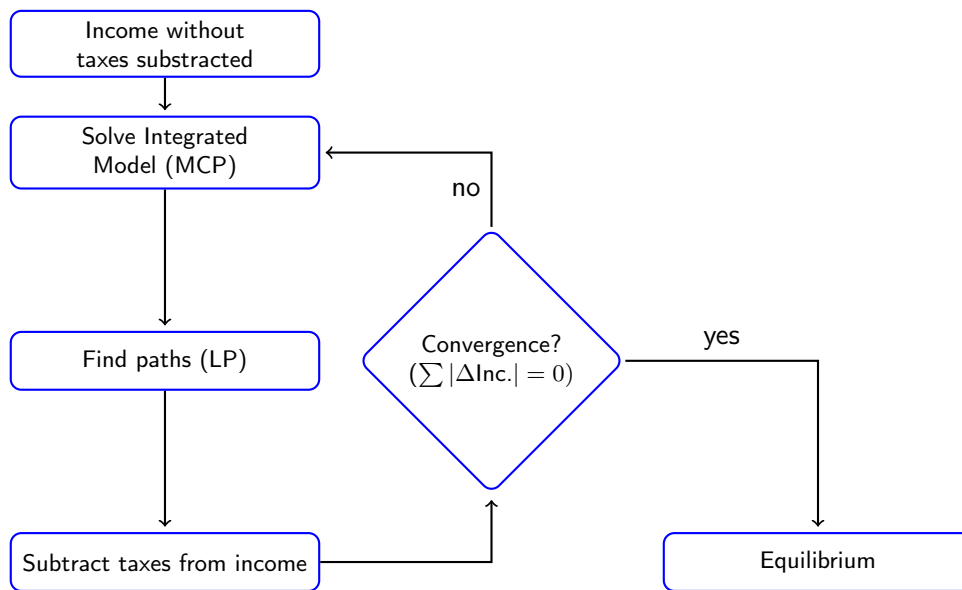 Income without
taxes substracted
Solve Integrated
Model (MCP)
no
Find paths (LP)
Convergence?
(∑ |ΔInc.| = 0)
yes
Subtract taxes from income
Equilibrium